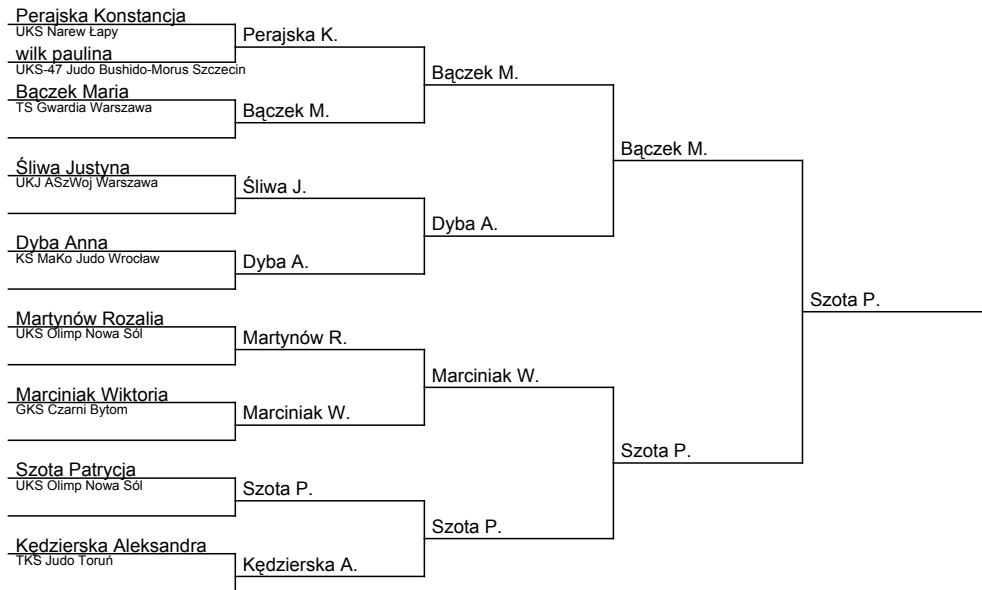 Perajska Konstancja
UKS Narew Łapy
Perajska K.
wilk paulina
UKS-47 Judo Bushido-Morus Szczecin
Bączek M.
Bączek Maria
TS Gwardia Warszawa
Bączek M.
Bączek M.
Śliwa Justyna
UKJ ASzWoj Warszawa
Śliwa J.
Dyba A.
Dyba Anna
KS MaKo Judo Wrocław
Dyba A.
Szota P.
Martynów Rozalia
UKS Olimp Nowa Sól
Martynów R.
Marciniak W.
Marciniak Wiktoria
GKS Czarni Bytom
Marciniak W.
Szota P.
Szota Patrycja
UKS Olimp Nowa Sól
Szota P.
Szota P.
Kędzierska Aleksandra
TKS Judo Toruń
Kędzierska A.